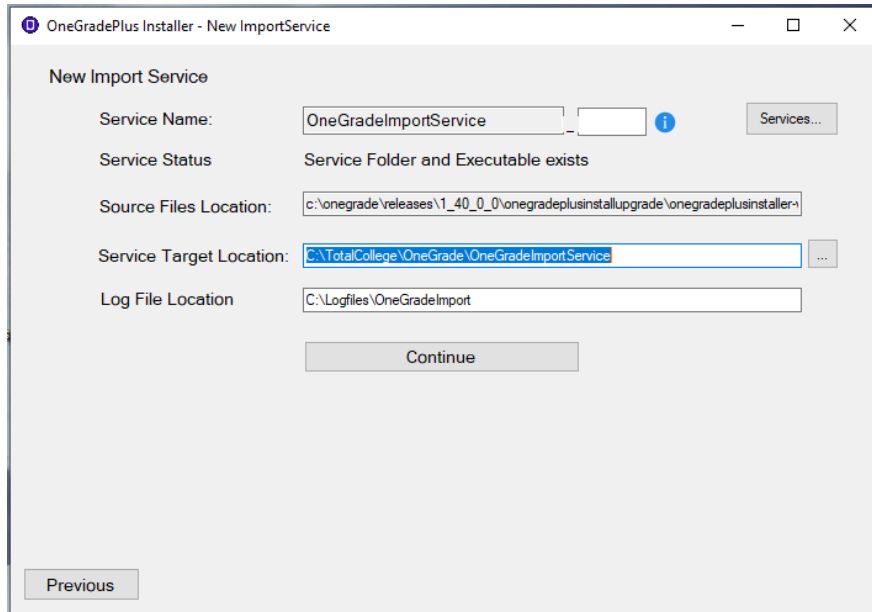 OneGradePlus Installer - New ImportService
New Import Service
Service Name: OneGradeImportService _ Services...
Service Status Service Folder and Executable exists
Source Files Location: c:\onegrade\releases\1_40_0_0\onegradeplusinstallupgrade\onegradeplusinstaller-
Service Target Location: C:\TotalCollege\OneGrade\OneGradeImportService ...
Log File Location C:\Logfiles\OneGradeImport
Continue
Previous